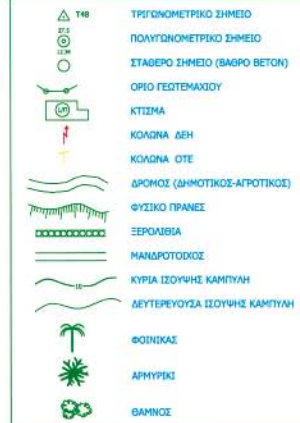 T48 ΤΡΙΓΩΝΟΜΕΤΡΙΚΟ ΣΗΜΕΙΟ
ΠΟΛΥΓΩΝΟΜΕΤΡΙΚΟ ΣΗΜΕΙΟ
ΣΤΑΘΕΡΟ ΣΗΜΕΙΟ (ΒΑΘΡΟ ΒΕΤΟΝ)
ΟΡΙΟ ΓΕΩΤΕΜΑΧΙΟΥ
ΚΤΙΣΜΑ
ΚΟΛΩΝΑ ΔΕΗ
ΚΟΛΩΝΑ ΟΤΕ
ΔΡΟΜΟΣ (ΔΗΜΟΤΙΚΟΣ-ΑΓΡΟΤΙΚΟΣ)
ΦΥΣΙΚΟ ΠΡΑΝΕΣ
ΞΕΡΟΛΙΘΙΑ
ΜΑΝΔΡΟΤΟΙΧΟΣ
10 ΚΥΡΙΑ ΙΣΟΥΨΗΣ ΚΑΜΠΥΛΗ
ΔΕΥΤΕΡΕΥΟΥΣΑ ΙΣΟΥΨΗΣ ΚΑΜΠΥΛΗ
ΦΟΙΝΙΚΑΣ
ΑΡΜΥΡΙΚΙ
ΘΑΜΝΟΣ